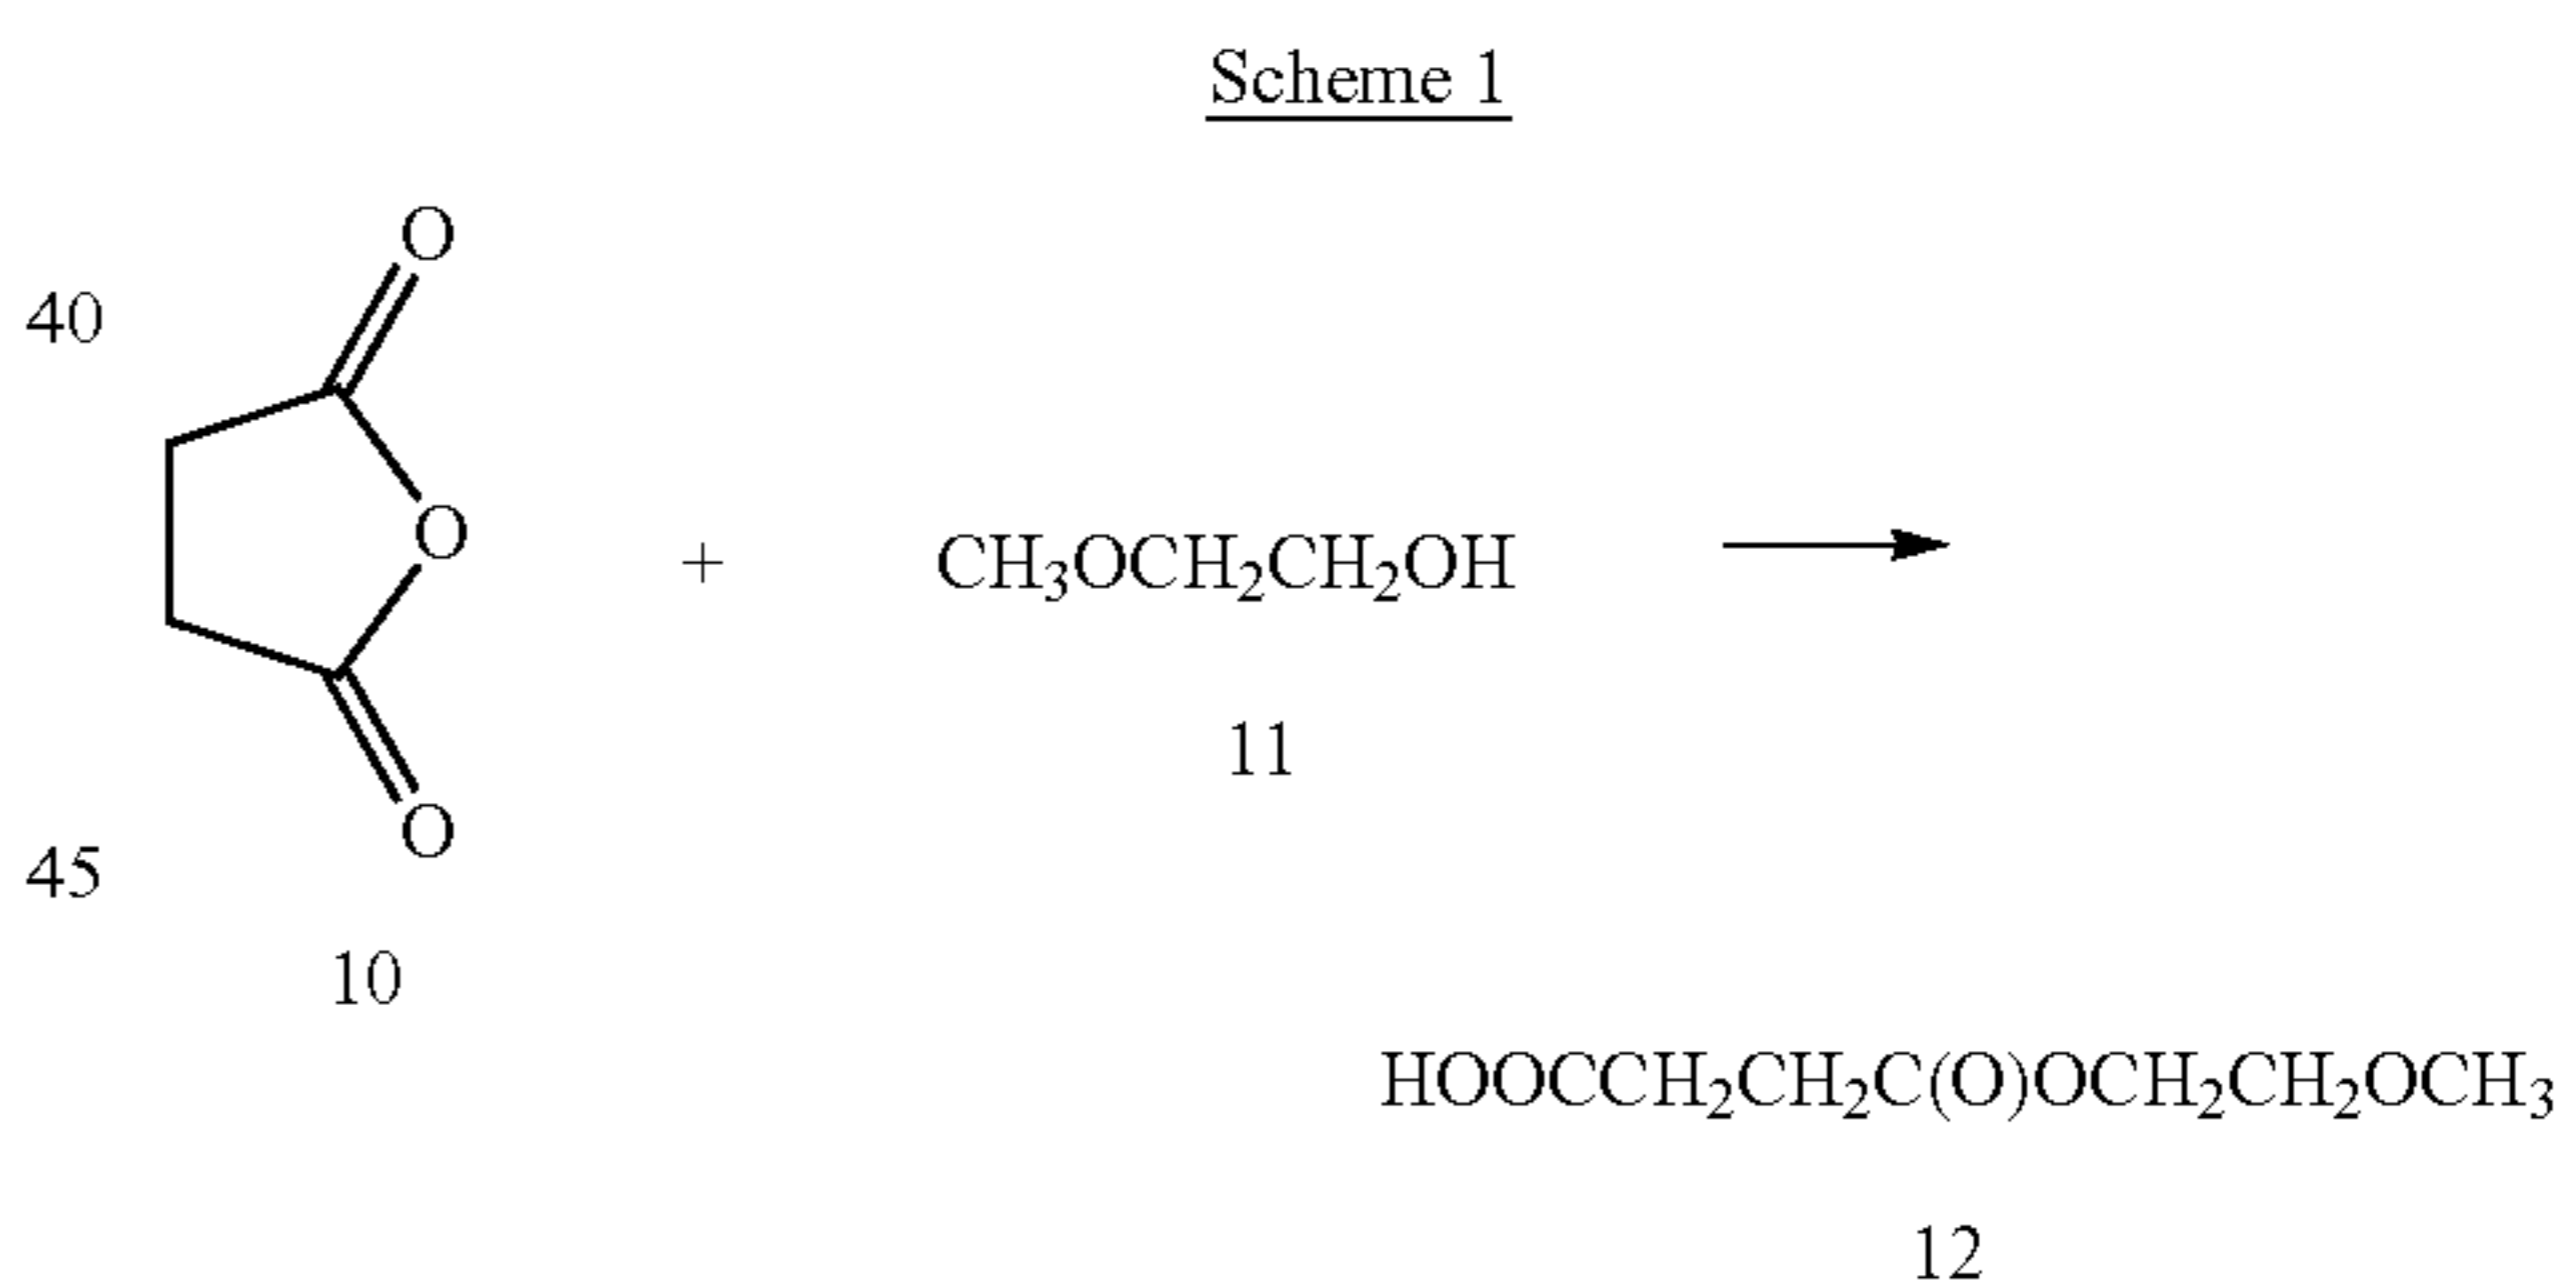 Scheme 1
O
40
O
+ CH₃OCH₂CH₂OH
11
O
45
10
HOOCCH₂CH₂C(O)OCH₂CH₂OCH₃
12